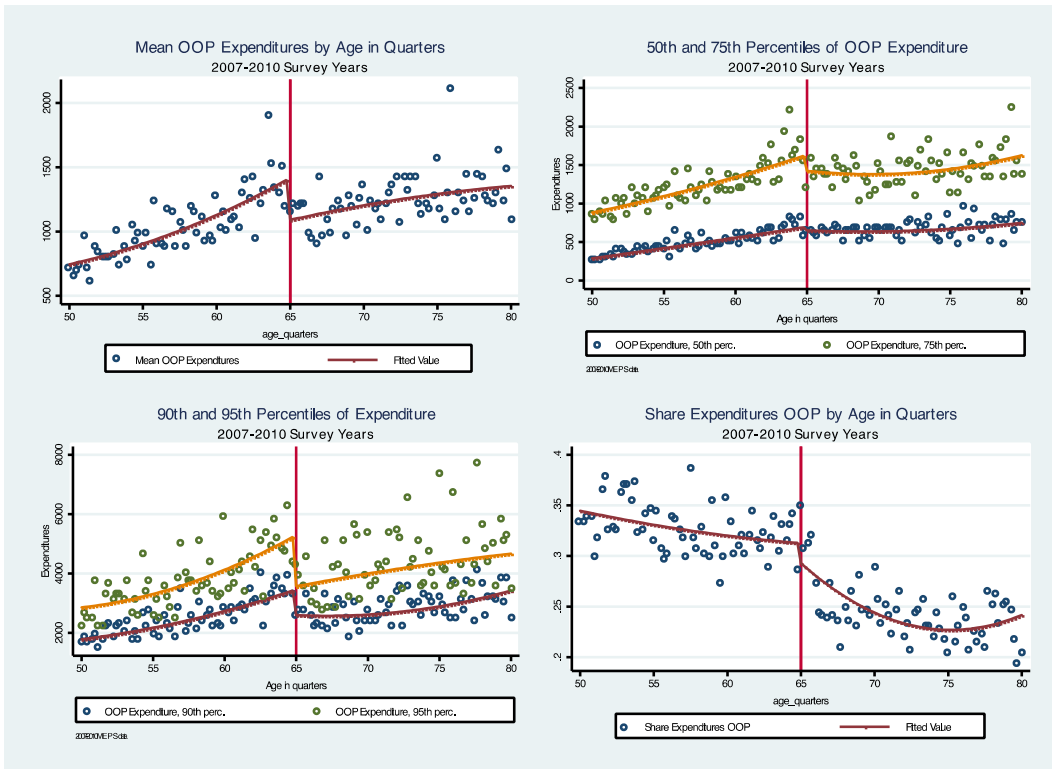 Mean OOP Expenditures by Age in Quarters
2007-2010 Survey Years
2000
1500
1000
500
50 55 60 65 70 75 80
age_quarters
Mean OOP Expenditures Fitted Value
50th and 75th Percentiles of OOP Expenditure
2007-2010 Survey Years
Expenditures
2500
2000
1500
1000
500
0
50 55 60 65 70 75 80
Age in quarters
OOP Expenditure, 50th perc. OOP Expenditure, 75th perc.
90th and 95th Percentiles of Expenditure
2007-2010 Survey Years
Expenditures
8000
6000
4000
2000
50 55 60 65 70 75 80
Age in quarters
OOP Expenditure, 90th perc. OOP Expenditure, 95th perc.
Share Expenditures OOP by Age in Quarters
2007-2010 Survey Years
.4
.35
.3
.25
.2
50 55 60 65 70 75 80
age_quarters
Share Expenditures OOP Fitted Value